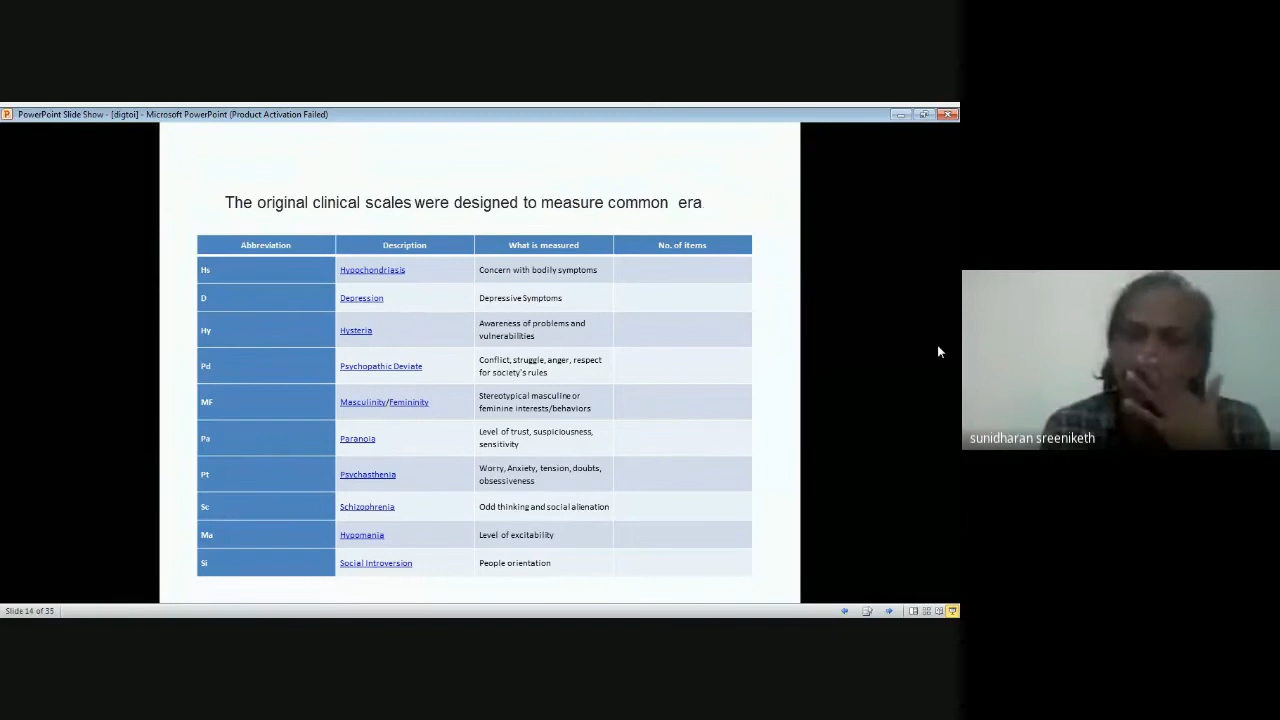 PowerPoint Slide Show - [digtoi] - Microsoft PowerPoint (Product Activation Failed)
The original clinical scales were designed to measure common era
Abbreviation Description What is measured No. of items
Hs Hypochondriasis Concern with bodily symptoms
D Depression Depressive Symptoms
Hy Hysteria Awareness of problems and
vulnerabilities
Pd Psychopathic Deviate Conflict, struggle, anger, respect
for society's rules
MF Masculinity/Femininity Stereotypical masculine or
feminine interests/behaviors
Pa Paranoia Level of trust, suspiciousness,
sensitivity
Pt Psychasthenia Worry, Anxiety, tension, doubts,
obsessiveness
Sc Schizophrenia Odd thinking and social alienation
Ma Hypomania Level of excitability
Si Social Introversion People orientation
sunidharan sreeniketh
Slide 14 of 35